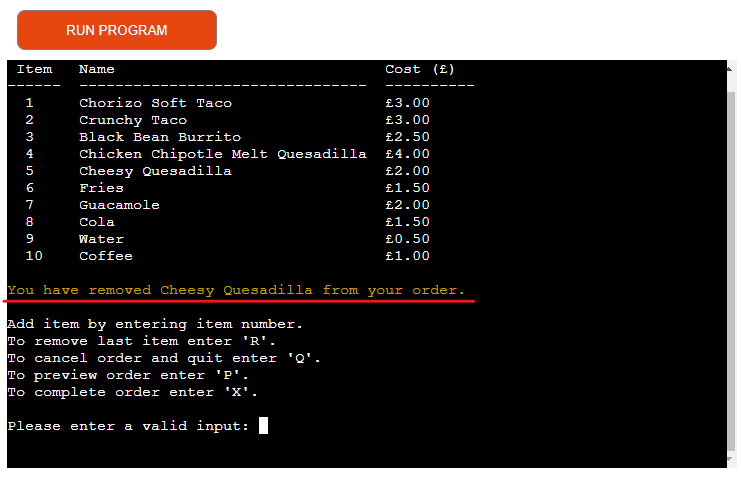 RUN PROGRAM
Item Name Cost (£)
------ -------------------------------- ----------
1 Chorizo Soft Taco £3.00
2 Crunchy Taco £3.00
3 Black Bean Burrito £2.50
4 Chicken Chipotle Melt Quesadilla £4.00
5 Cheesy Quesadilla £2.00
6 Fries £1.50
7 Guacamole £2.00
8 Cola £1.50
9 Water £0.50
10 Coffee £1.00
You have removed Cheesy Quesadilla from your order.
Add item by entering item number.
To remove last item enter 'R'.
To cancel order and quit enter 'Q'.
To preview order enter 'P'.
To complete order enter 'X'.
Please enter a valid input: